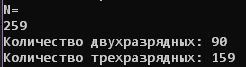 N=
259
Количество двухразрядных: 90
Количество трехразрядных: 159